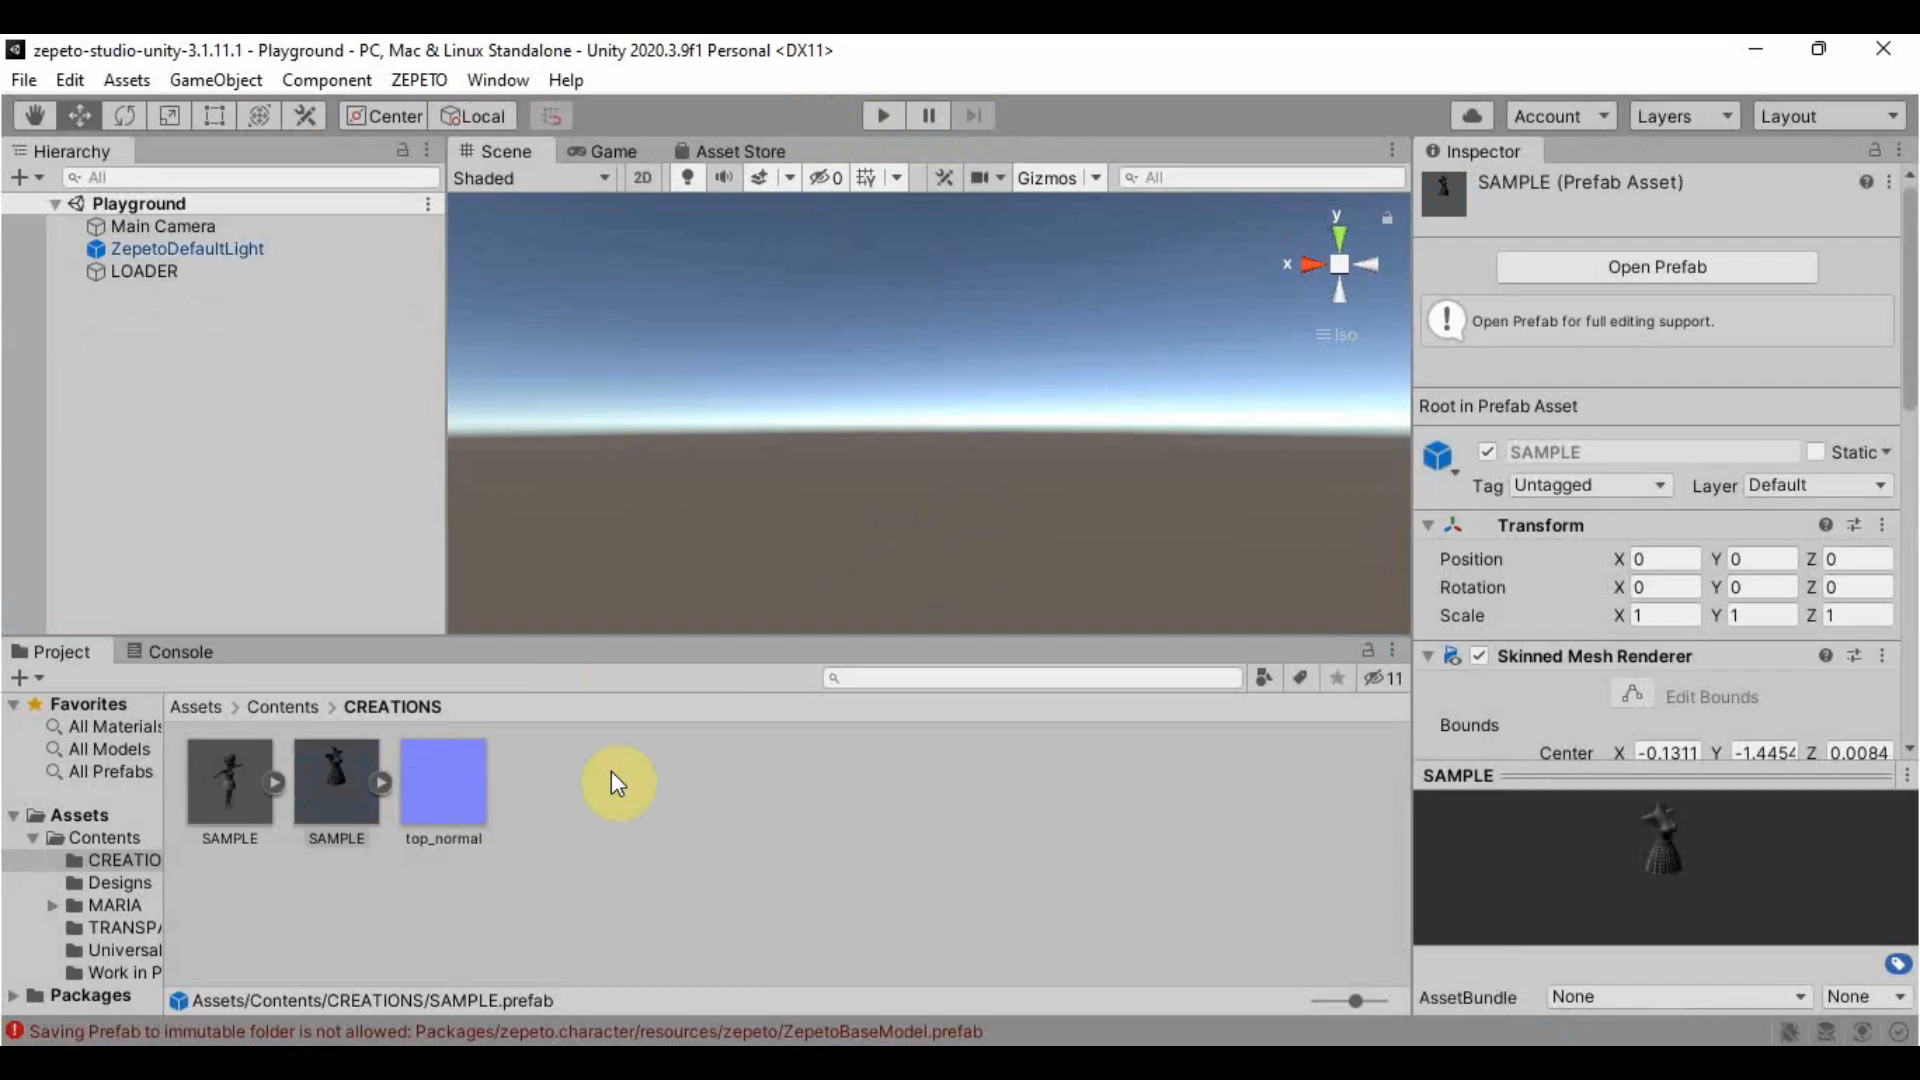 zepeto-studio-unity-3.1.11.1 - Playground - PC, Mac & Linux Standalone - Unity 2020.3.9f1 Personal <DX11>
File Edit Assets GameObject Component ZEPETO Window Help
Center Local Account Layers Layout
Hierarchy
All
Playground
Main Camera
ZepetoDefaultLight
LOADER
Scene Game Asset Store
Shaded 2D 0 Gizmos All
y
x
Iso
Inspector
SAMPLE (Prefab Asset)
Open Prefab
Open Prefab for full editing support.
Root in Prefab Asset
SAMPLE Static
Tag Untagged Layer Default
Transform
Position X 0 Y 0 Z 0
Rotation X 0 Y 0 Z 0
Scale X 1 Y 1 Z 1
Skinned Mesh Renderer
Edit Bounds
Bounds
Center X -0.1311 Y -1.4454 Z 0.0084
SAMPLE
AssetBundle None None
Project Console
11
Favorites
All Materials
All Models
All Prefabs
Assets
Contents
CREATIO
Designs
MARIA
TRANSPA
Universal
Work in P
Packages
Assets > Contents > CREATIONS
SAMPLE SAMPLE top_normal
Assets/Contents/CREATIONS/SAMPLE.prefab
Saving Prefab to immutable folder is not allowed: Packages/zepeto.character/resources/zepeto/ZepetoBaseModel.prefab